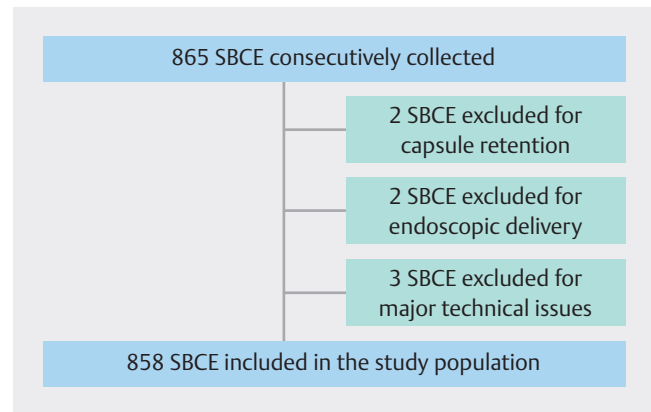 865 SBCE consecutively collected
2 SBCE excluded for
capsule retention
2 SBCE excluded for
endoscopic delivery
3 SBCE excluded for
major technical issues
858 SBCE included in the study population